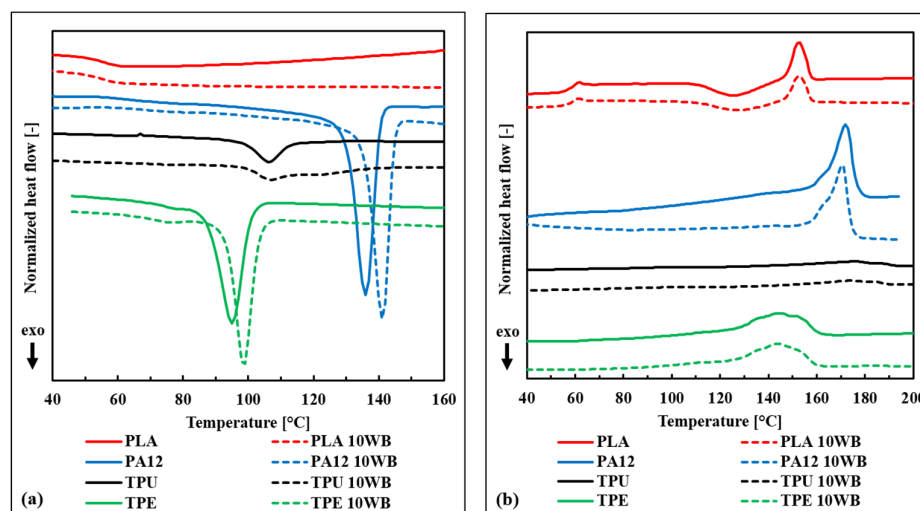 Normalized heat flow [-]
exo
40 60 80 100 120 140 160
Temperature [°C]
PLA PLA 10WB
PA12 PA12 10WB
TPU TPU 10WB
TPE TPE 10WB
(a)
Normalized heat flow [-]
exo
40 60 80 100 120 140 160 180 200
Temperature [°C]
PLA PLA 10WB
PA12 PA12 10WB
TPU TPU 10WB
TPE TPE 10WB
(b)